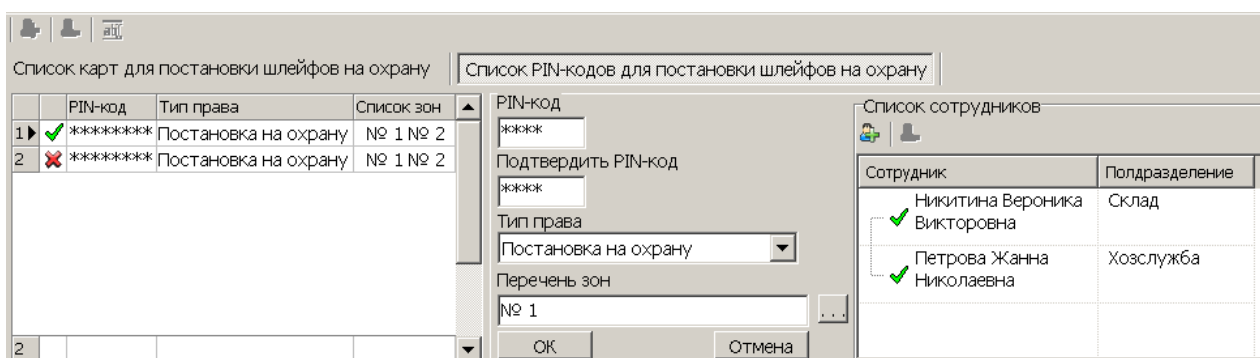 ab
Список карт для постановки шлейфов на охрану
Список PIN-кодов для постановки шлейфов на охрану
PIN-код Тип права Список зон
1 ******** Постановка на охрану № 1 № 2
2 ******** Постановка на охрану № 1 № 2
2
PIN-код
****
Подтвердить PIN-код
****
Тип права
Постановка на охрану
Перечень зон
№ 1
...
ОК Отмена
Список сотрудников
Сотрудник Полдразделение
Никитина Вероника Склад
Викторовна
Петрова Жанна Хозслужба
Николаевна